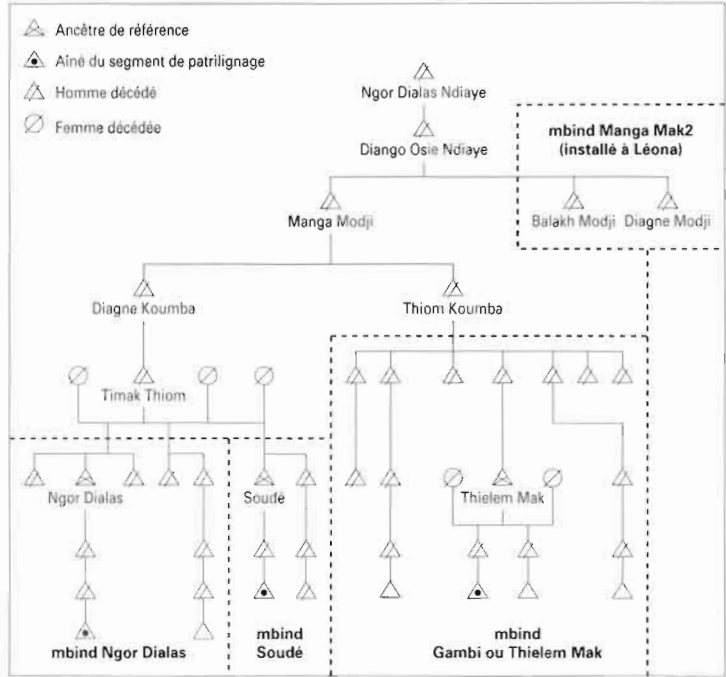 Ancêtre de référence
Aîné du segment de patrilignage
Homme décédé
Femme décédée
Ngor Dialas Ndiaye
Diango Osie Ndiaye
mbind Manga Mak2
(installé à Léona)
Manga Modji
Balakh Modji
Diagne Modji
Diagne Koumba
Thiom Koumba
Timak Thiom
Ngor Dialas
Soudé
Thielem Mak
mbind Ngor Dialas
mbind
Soudé
mbind
Gambi ou Thielem Mak